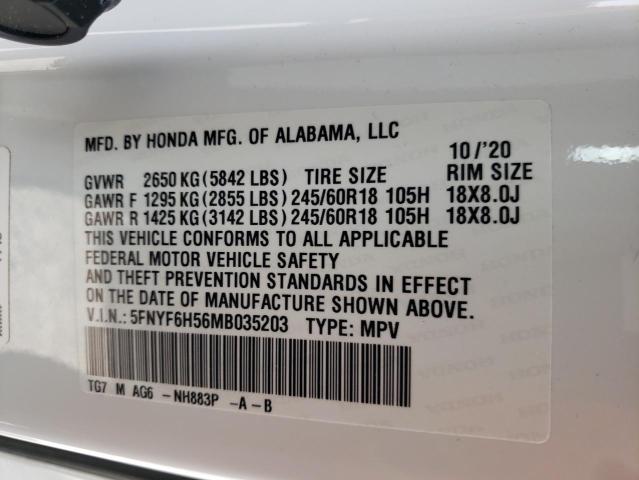 MFD. BY HONDA MFG. OF ALABAMA, LLC 10/'20
GVWR 2650 KG (5842 LBS) TIRE SIZE RIM SIZE
GAWR F 1295 KG (2855 LBS) 245/60R18 105H 18X8.0J
GAWR R 1425 KG (3142 LBS) 245/60R18 105H 18X8.0J
THIS VEHICLE CONFORMS TO ALL APPLICABLE
FEDERAL MOTOR VEHICLE SAFETY
AND THEFT PREVENTION STANDARDS IN EFFECT
ON THE DATE OF MANUFACTURE SHOWN ABOVE.
V.I.N.: 5FNYF6H56MB035203 TYPE: MPV
TG7 M AG6 -NH883P -A-B